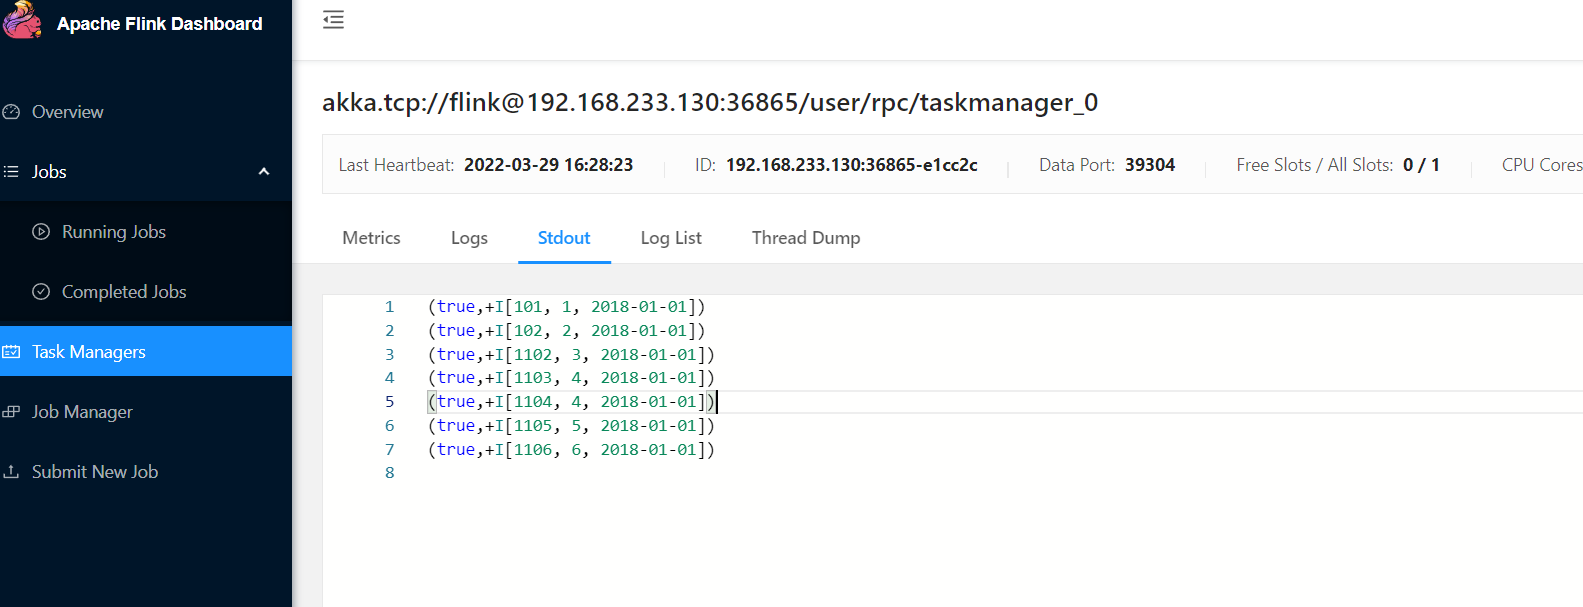 Apache Flink Dashboard
Overview
Jobs
Running Jobs
Completed Jobs
Task Managers
Job Manager
Submit New Job
akka.tcp://flink@192.168.233.130:36865/user/rpc/taskmanager_0
Last Heartbeat: 2022-03-29 16:28:23 ID: 192.168.233.130:36865-e1cc2c Data Port: 39304 Free Slots / All Slots: 0 / 1 CPU Cores
Metrics Logs Stdout Log List Thread Dump
1 (true,+I[101, 1, 2018-01-01])
2 (true,+I[102, 2, 2018-01-01])
3 (true,+I[1102, 3, 2018-01-01])
4 (true,+I[1103, 4, 2018-01-01])
5 (true,+I[1104, 4, 2018-01-01])
6 (true,+I[1105, 5, 2018-01-01])
7 (true,+I[1106, 6, 2018-01-01])
8